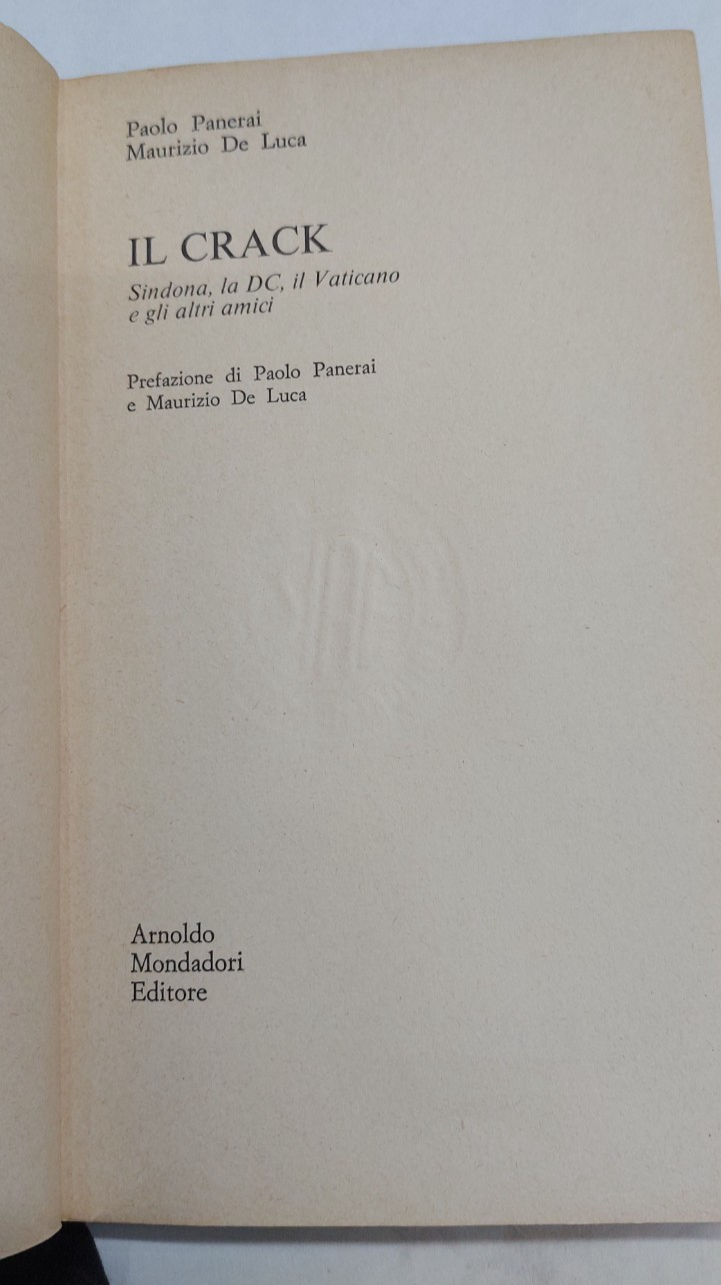 Paolo Panerai
Maurizio De Luca
IL CRACK
Sindona, la DC, il Vaticano
e gli altri amici
Prefazione di Paolo Panerai
e Maurizio De Luca
Arnoldo
Mondadori
Editore